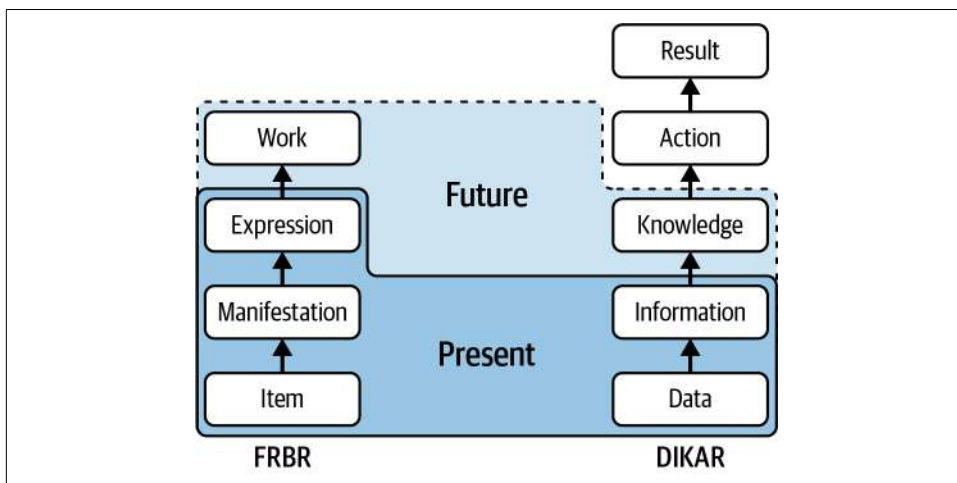 Result
Work
Action
Future
Expression
Knowledge
Manifestation
Information
Present
Item
Data
FRBR
DIKAR